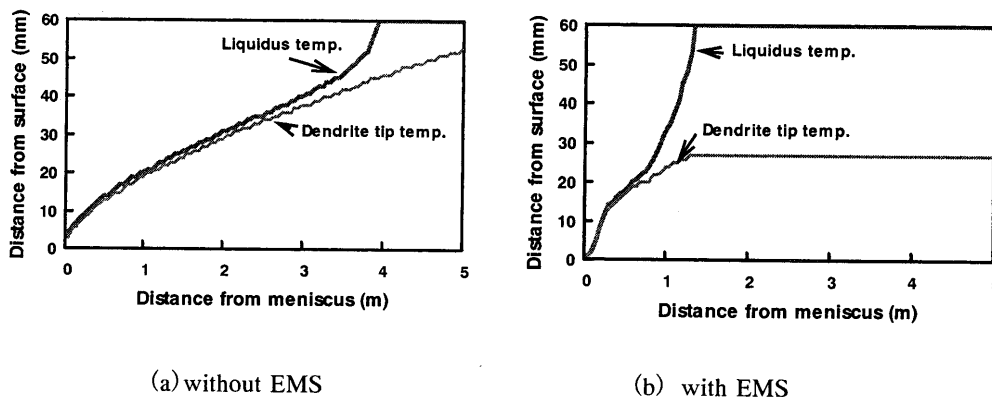 60
50
40
30
20
10
0
Distance from surface (mm)
Liquidus temp.
Dendrite tip temp.
0 1 2 3 4 5
Distance from meniscus (m)
(a) without EMS
60
50
40
30
20
10
0
Distance from surface (mm)
Liquidus temp.
Dendrite tip temp.
0 1 2 3 4
Distance from meniscus (m)
(b) with EMS